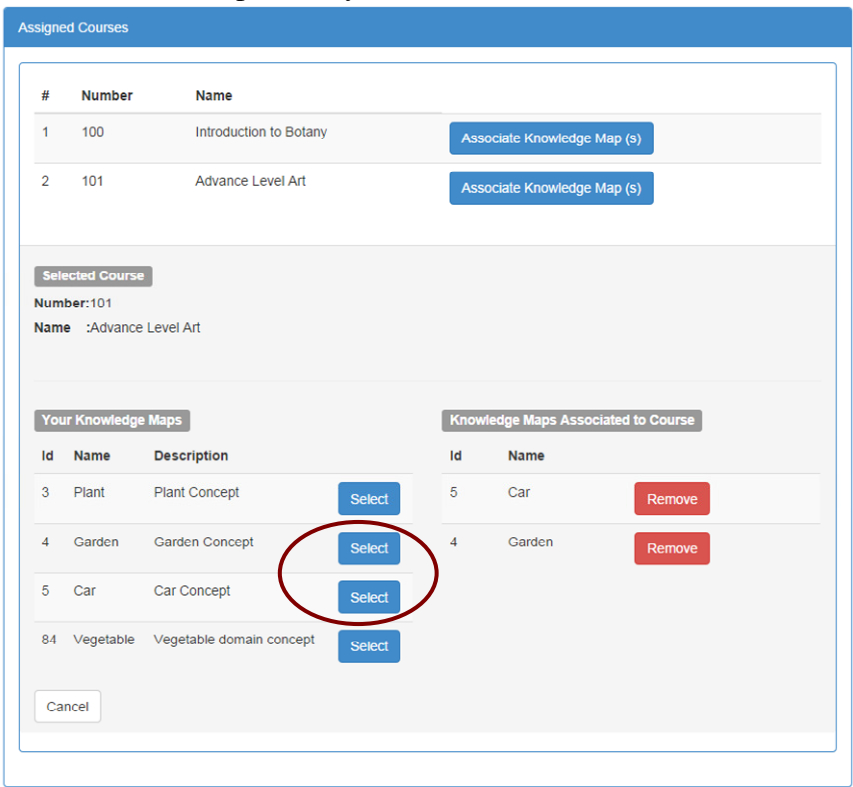 Assigned Courses
# Number Name
1 100 Introduction to Botany Associate Knowledge Map (s)
2 101 Advance Level Art Associate Knowledge Map (s)
Selected Course
Number:101
Name :Advance Level Art
Your Knowledge Maps
Id Name Description
3 Plant Plant Concept Select
4 Garden Garden Concept Select
5 Car Car Concept Select
84 Vegetable Vegetable domain concept Select
Cancel
Knowledge Maps Associated to Course
Id Name
5 Car Remove
4 Garden Remove